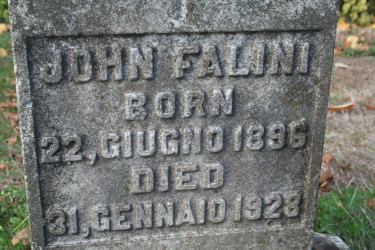 JOHN FALINI
BORN
22, GIUGNO 1896
DIED
31, GENNAIO 1928